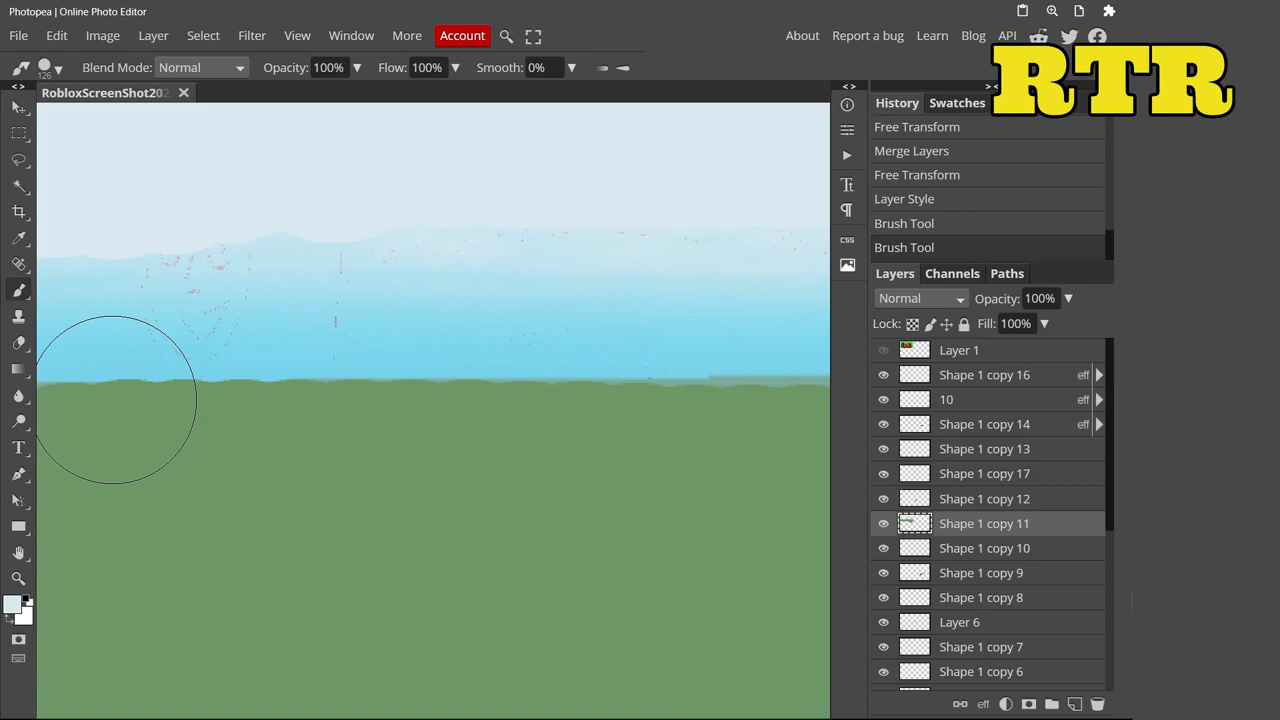 Photopea | Online Photo Editor
File Edit Image Layer Select Filter View Window More Account
About Report a bug Learn Blog API
RTR
126 Blend Mode: Normal Opacity: 100% Flow: 100% Smooth: 0%
RobloxScreenShot202
History Swatches
Free Transform
Merge Layers
Free Transform
Layer Style
Brush Tool
Brush Tool
CSS
Layers Channels Paths
Normal Opacity: 100%
Lock: Fill: 100%
Layer 1
Shape 1 copy 16 eff
10 eff
Shape 1 copy 14 eff
Shape 1 copy 13
Shape 1 copy 17
Shape 1 copy 12
Shape 1 copy 11
Shape 1 copy 10
Shape 1 copy 9
Shape 1 copy 8
Layer 6
Shape 1 copy 7
Shape 1 copy 6
eff